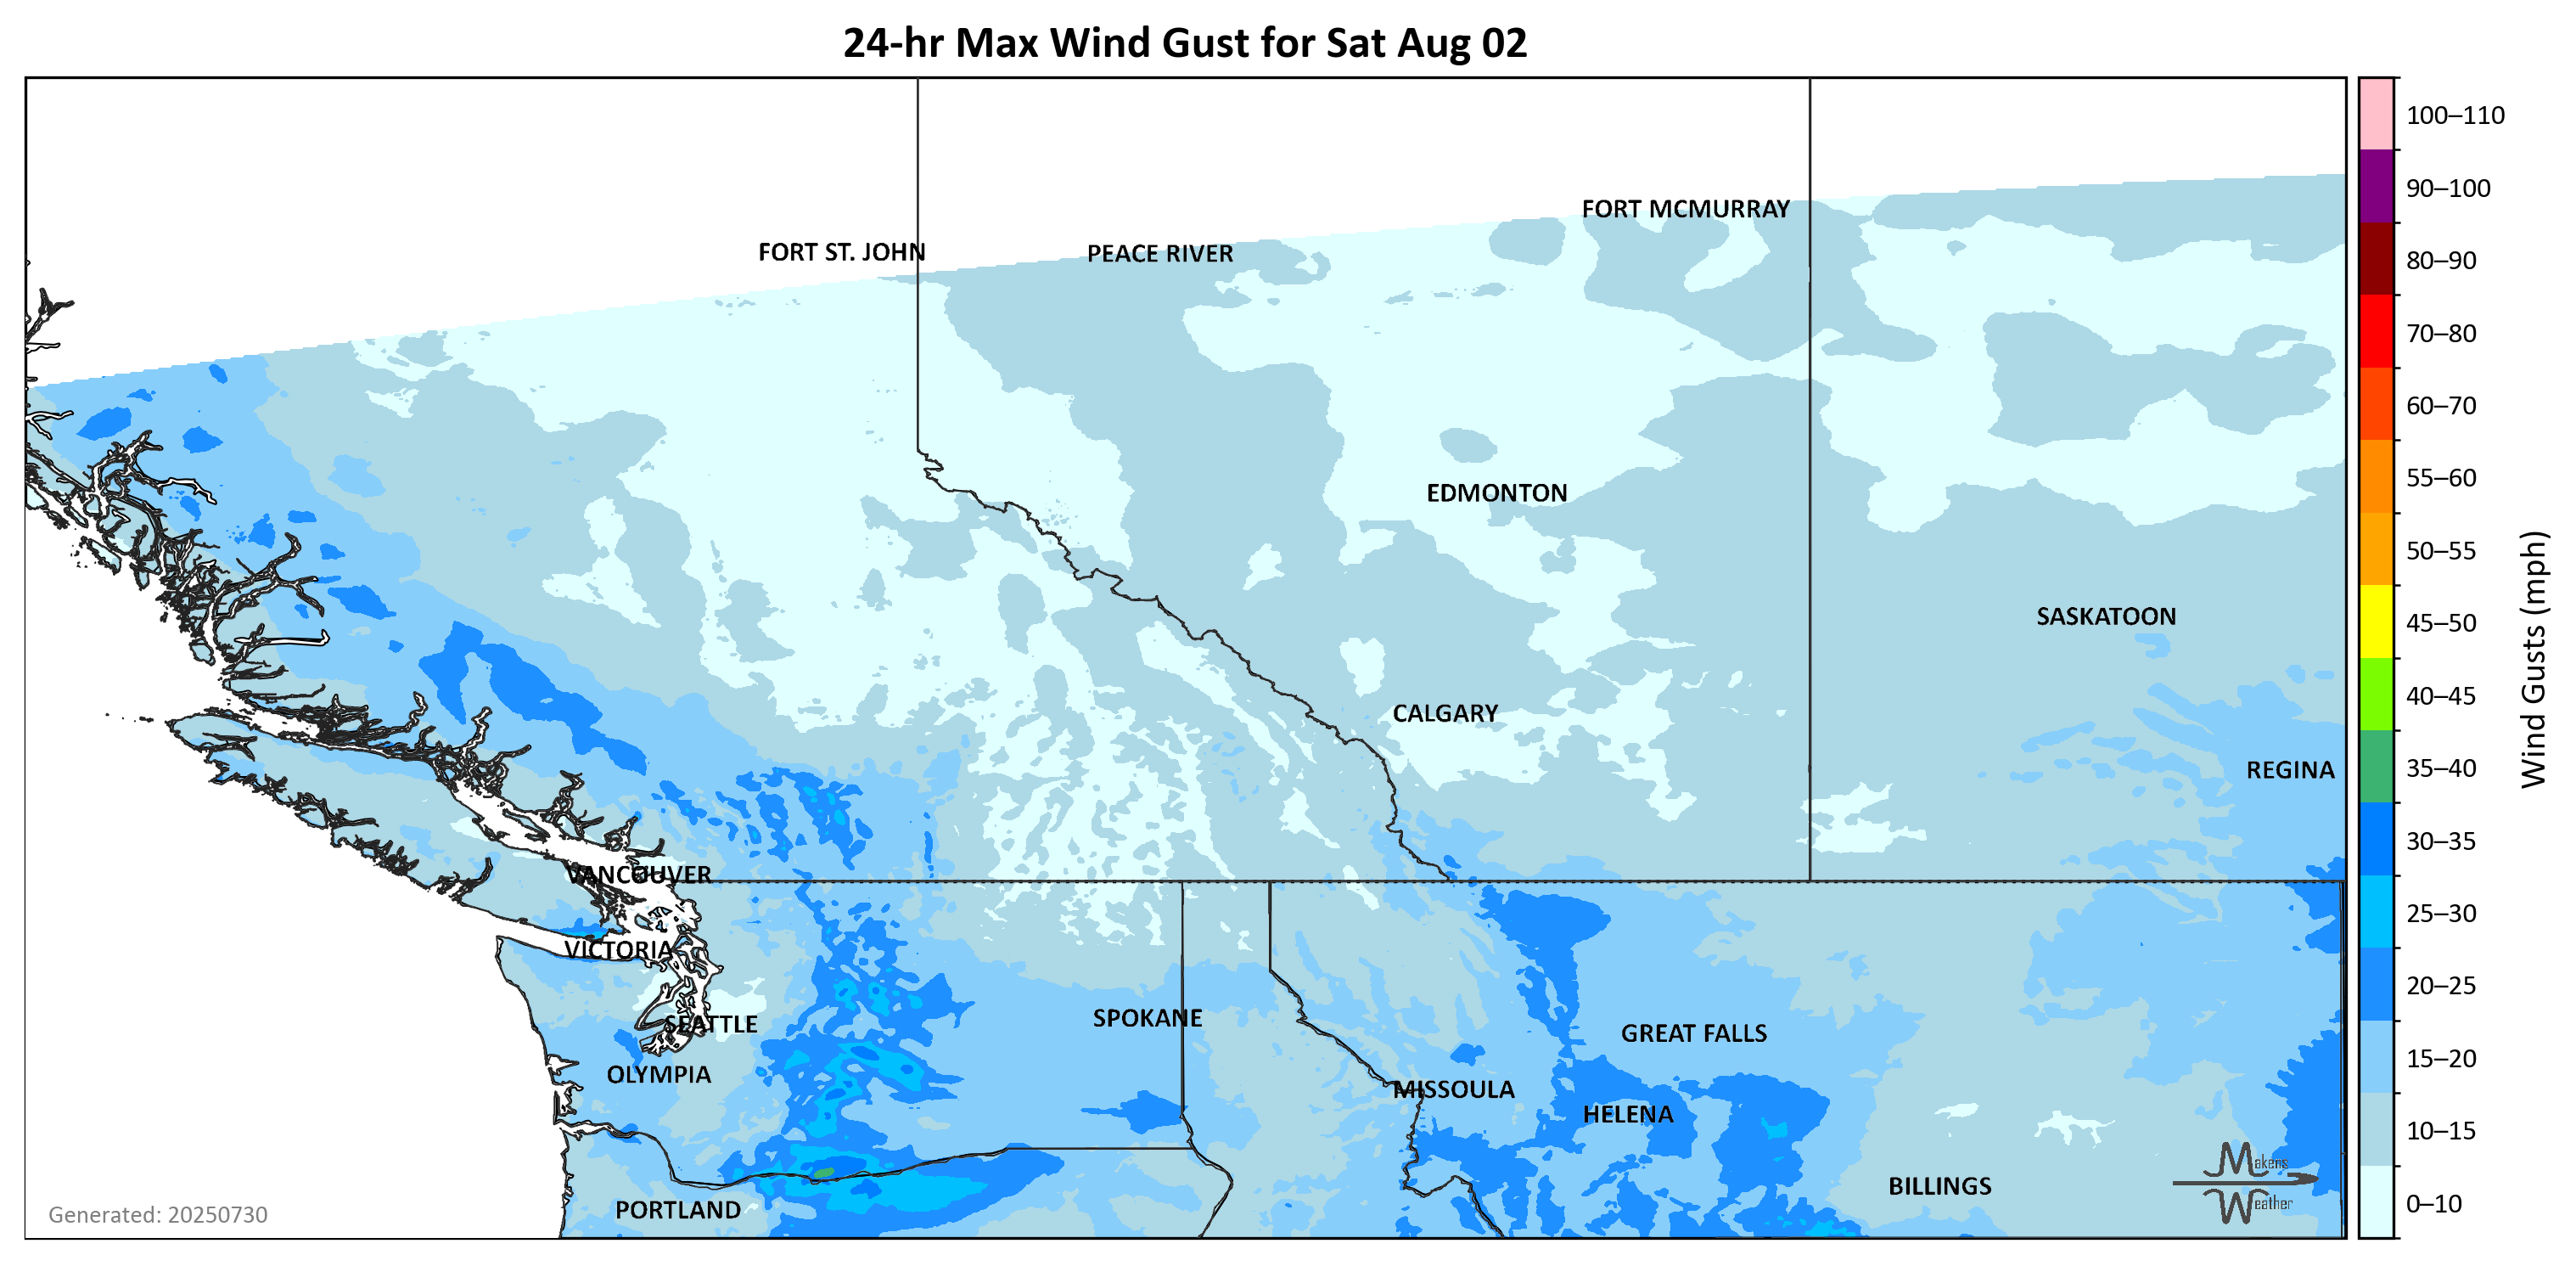 24-hr Max Wind Gust for Sat Aug 02
100–110
90–100
80–90
70–80
60–70
55–60
50–55
45–50
40–45
35–40
30–35
25–30
20–25
15–20
10–15
0–10
Wind Gusts (mph)
FORT MCMURRAY
FORT ST. JOHN
PEACE RIVER
EDMONTON
SASKATOON
CALGARY
REGINA
VANCOUVER
VICTORIA
SEATTLE
SPOKANE
GREAT FALLS
OLYMPIA
MISSOULA
HELENA
BILLINGS
PORTLAND
Makens
Weather
Generated: 20250730